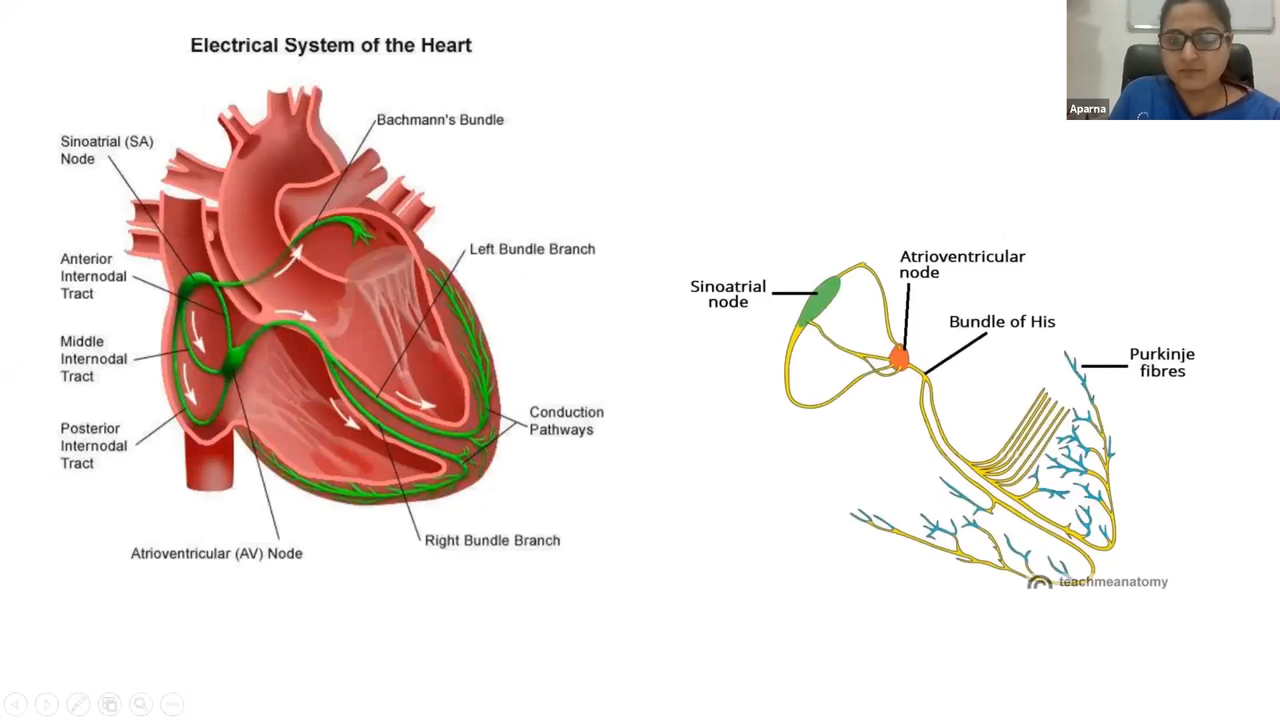 Electrical System of the Heart
Aparna
Bachmann's Bundle
Sinoatrial (SA)
Node
Left Bundle Branch
Anterior
Internodal
Tract
Middle
Internodal
Tract
Posterior
Internodal
Tract
Conduction
Pathways
Right Bundle Branch
Atrioventricular (AV) Node
Atrioventricular
node
Sinoatrial
node
Bundle of His
Purkinje
fibres
teachmeanatomy